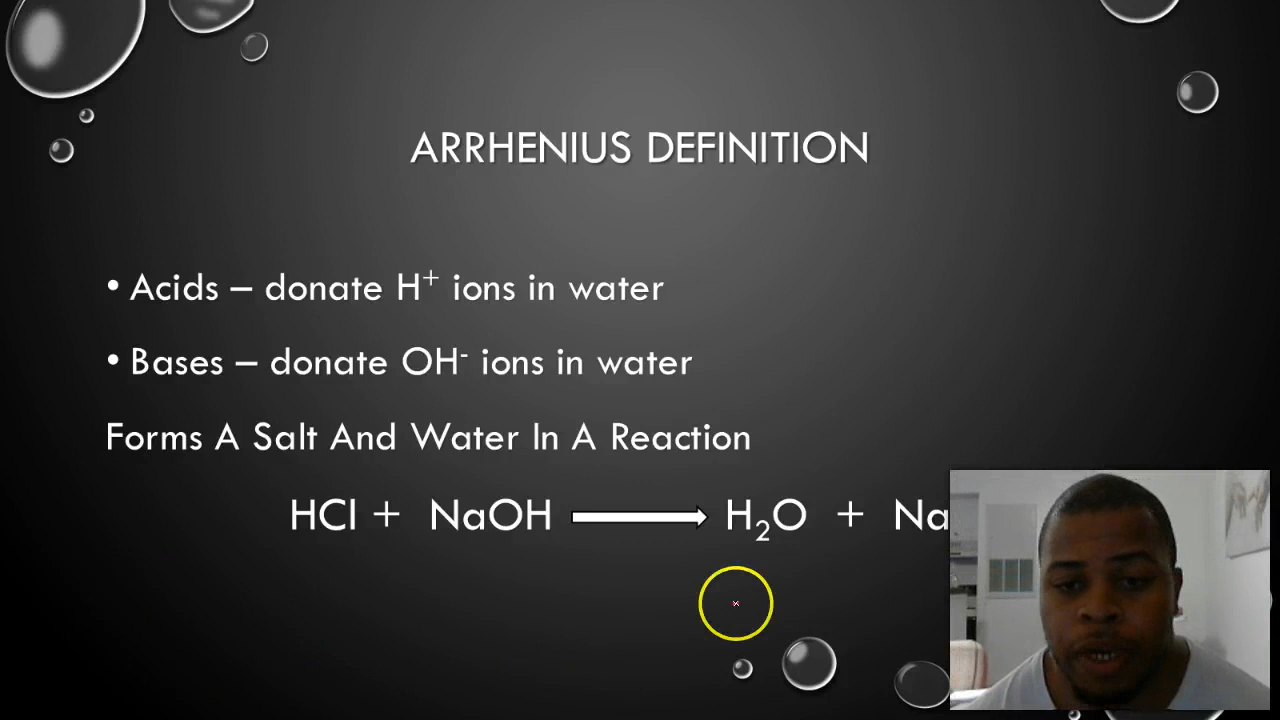 ARRHENIUS DEFINITION
• Acids – donate H⁺ ions in water
• Bases – donate OH⁻ ions in water
Forms A Salt And Water In A Reaction
HCl + NaOH ⟶ H₂O + Na